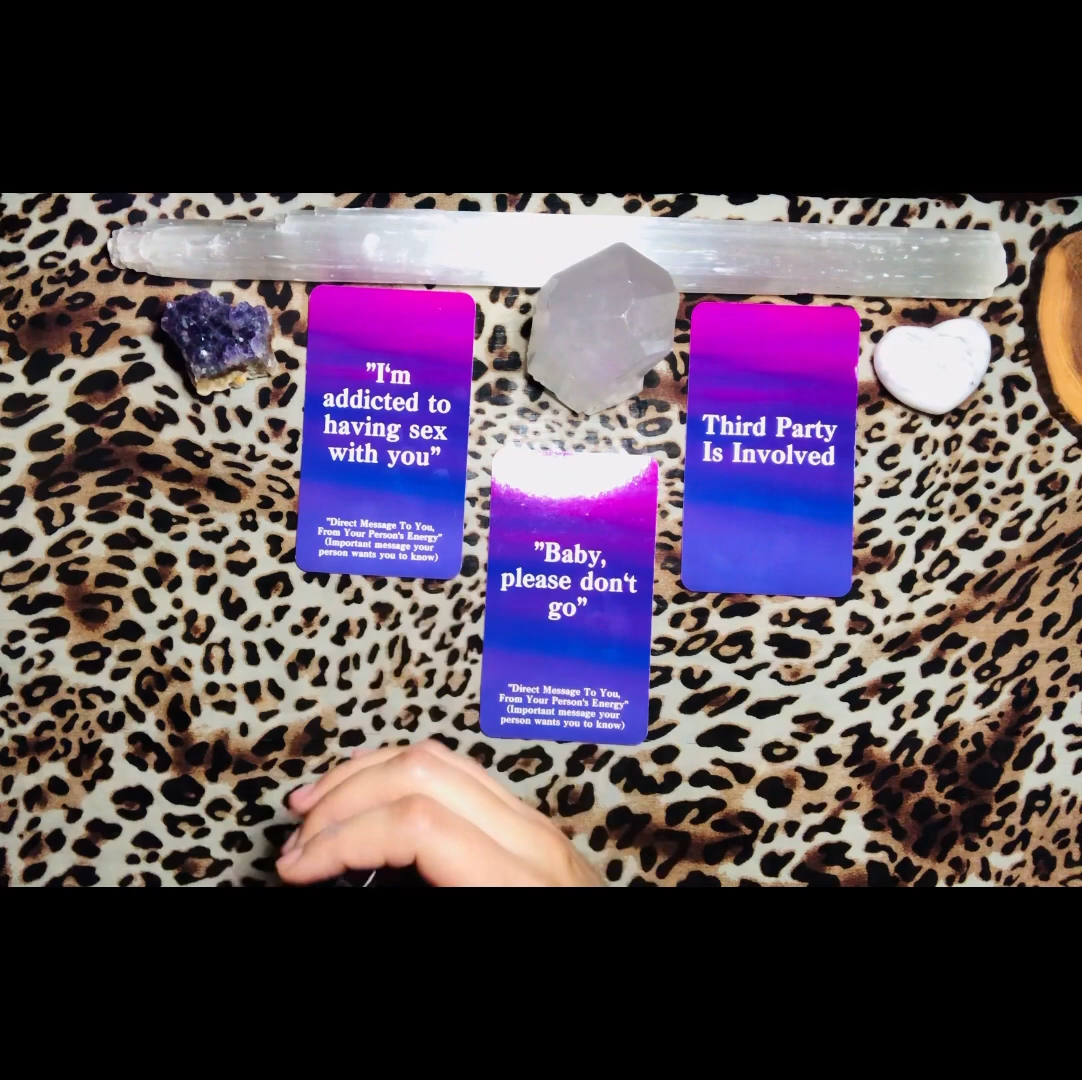 "I'm
addicted to
having sex
with you"
"Direct Message To You,
From Your Person's Energy"
(Important message your
person wants you to know)
"Baby,
please don't
go"
"Direct Message To You,
From Your Person's Energy"
(Important message your
person wants you to know)
Third Party
Is Involved